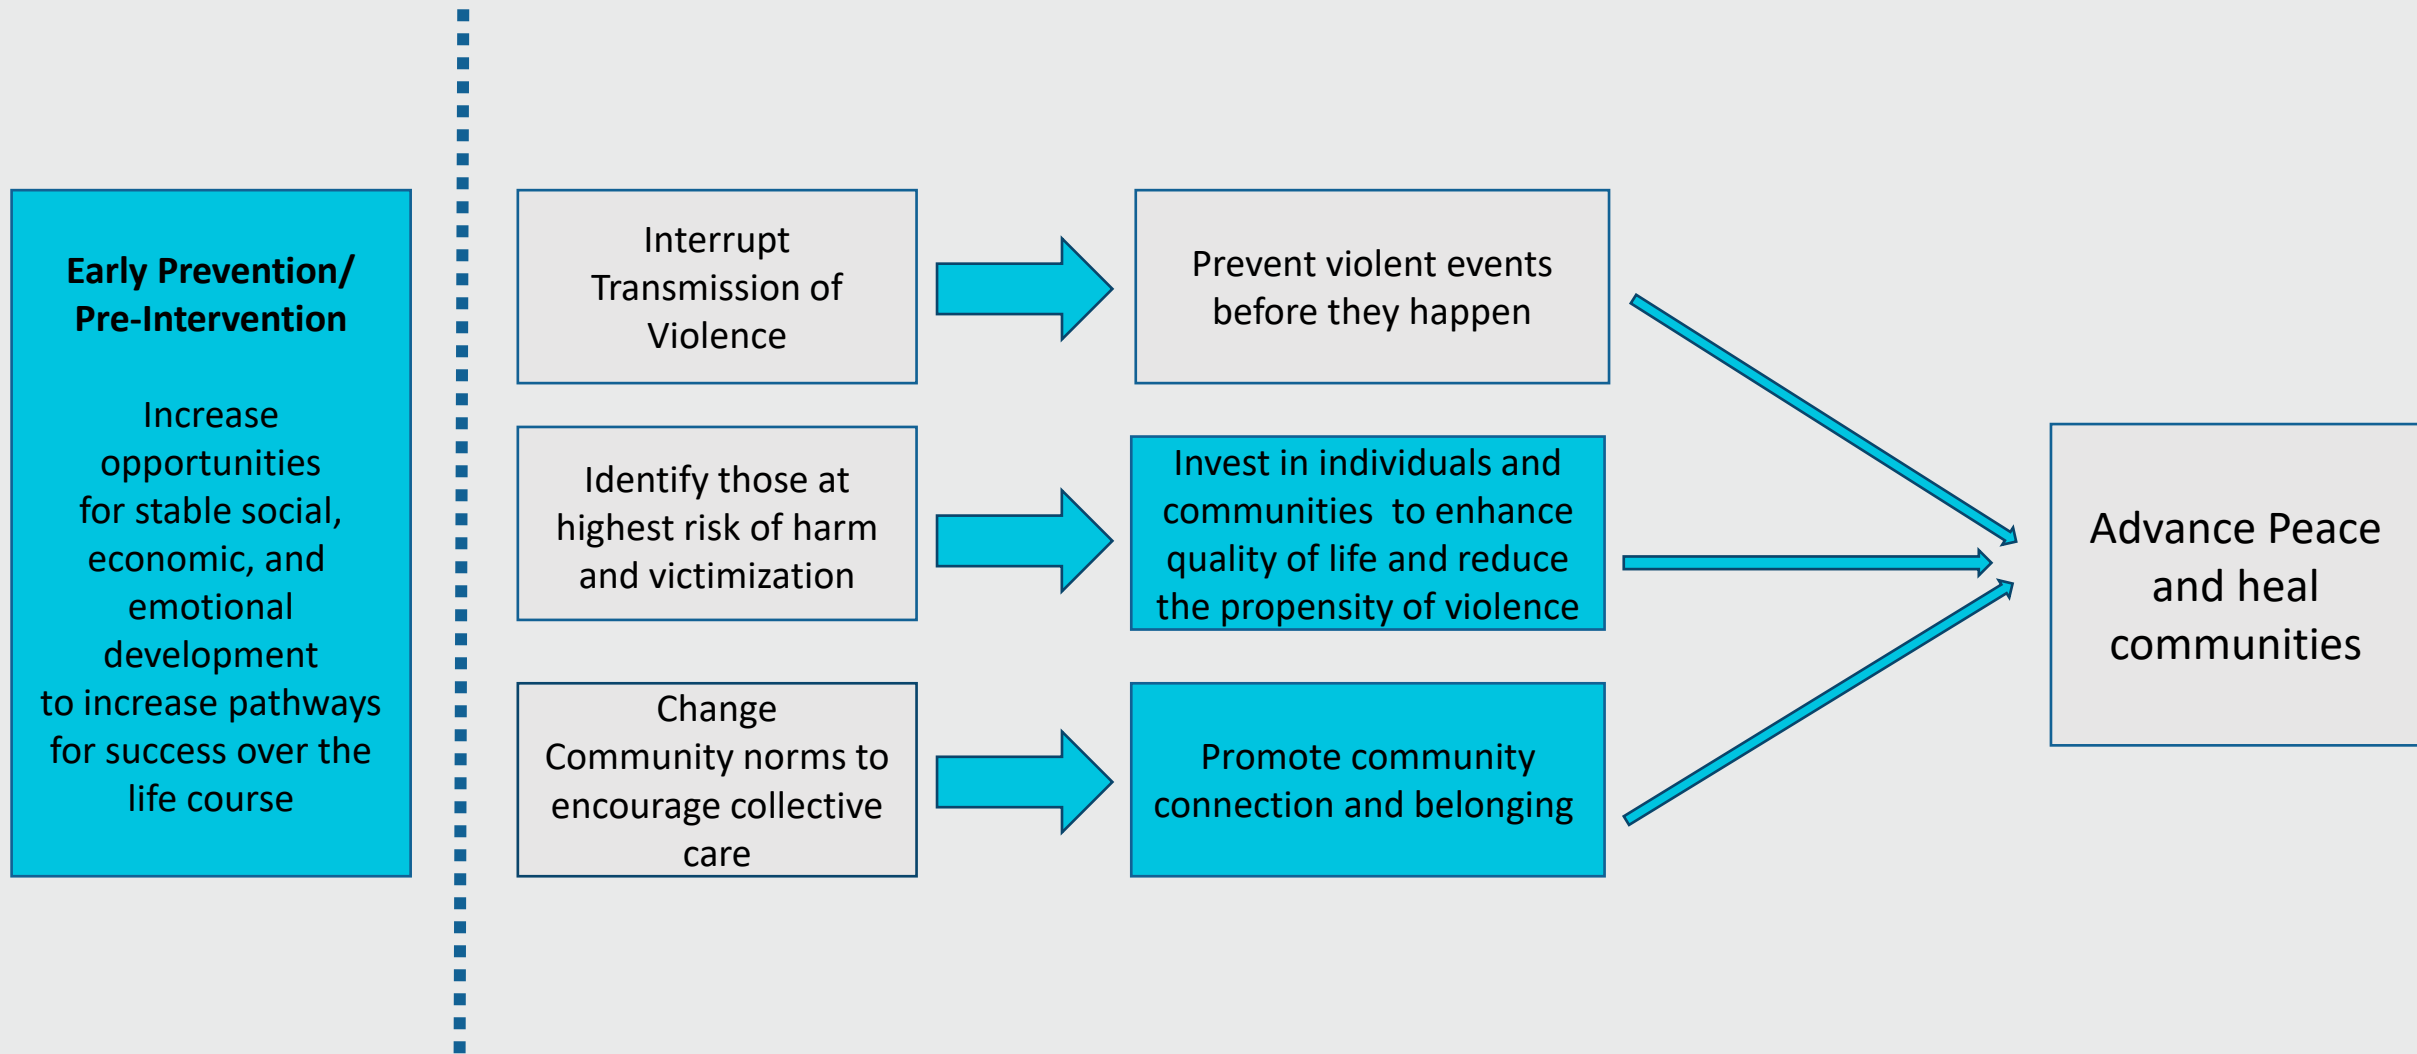 Early Prevention/
Pre-Intervention
Increase
opportunities
for stable social,
economic, and
emotional
development
to increase pathways
for success over the
life course
Interrupt
Transmission of
Violence
Prevent violent events
before they happen
Identify those at
highest risk of harm
and victimization
Invest in individuals and
communities  to enhance
quality of life and reduce
the propensity of violence
Change
Community norms to
encourage collective
care
Promote community
connection and belonging
Advance Peace
and heal
communities